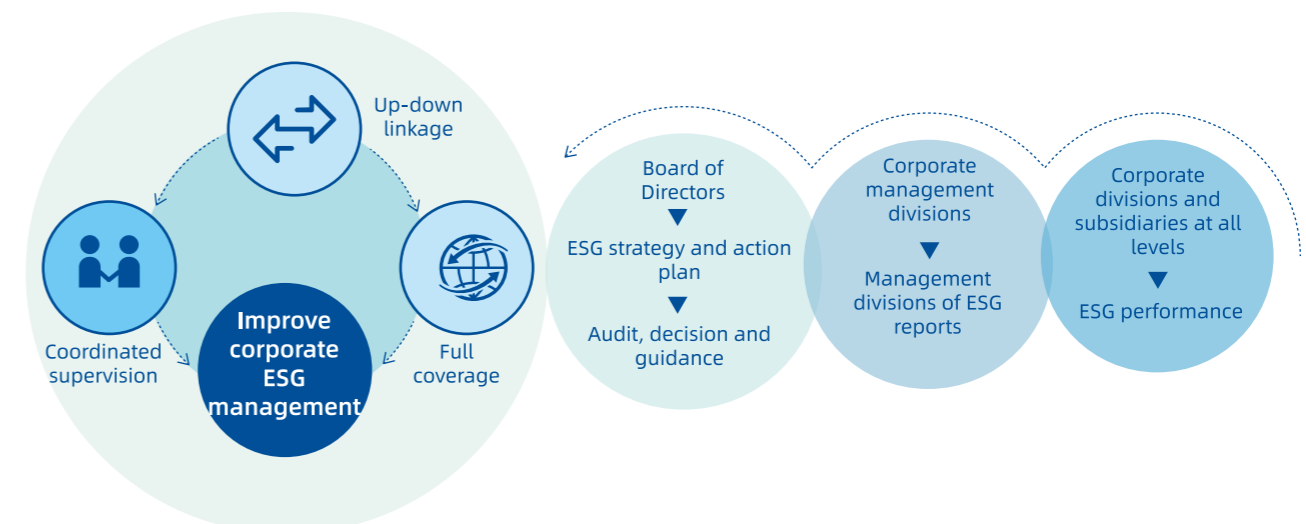 Up-down
linkage
Coordinated
supervision
Improve
corporate
ESG
management
Full
coverage
Board of
Directors
ESG strategy and action
plan
Audit, decision and
guidance
Corporate
management
divisions
Management
divisions of ESG
reports
Corporate
divisions and
subsidiaries at all
levels
ESG performance